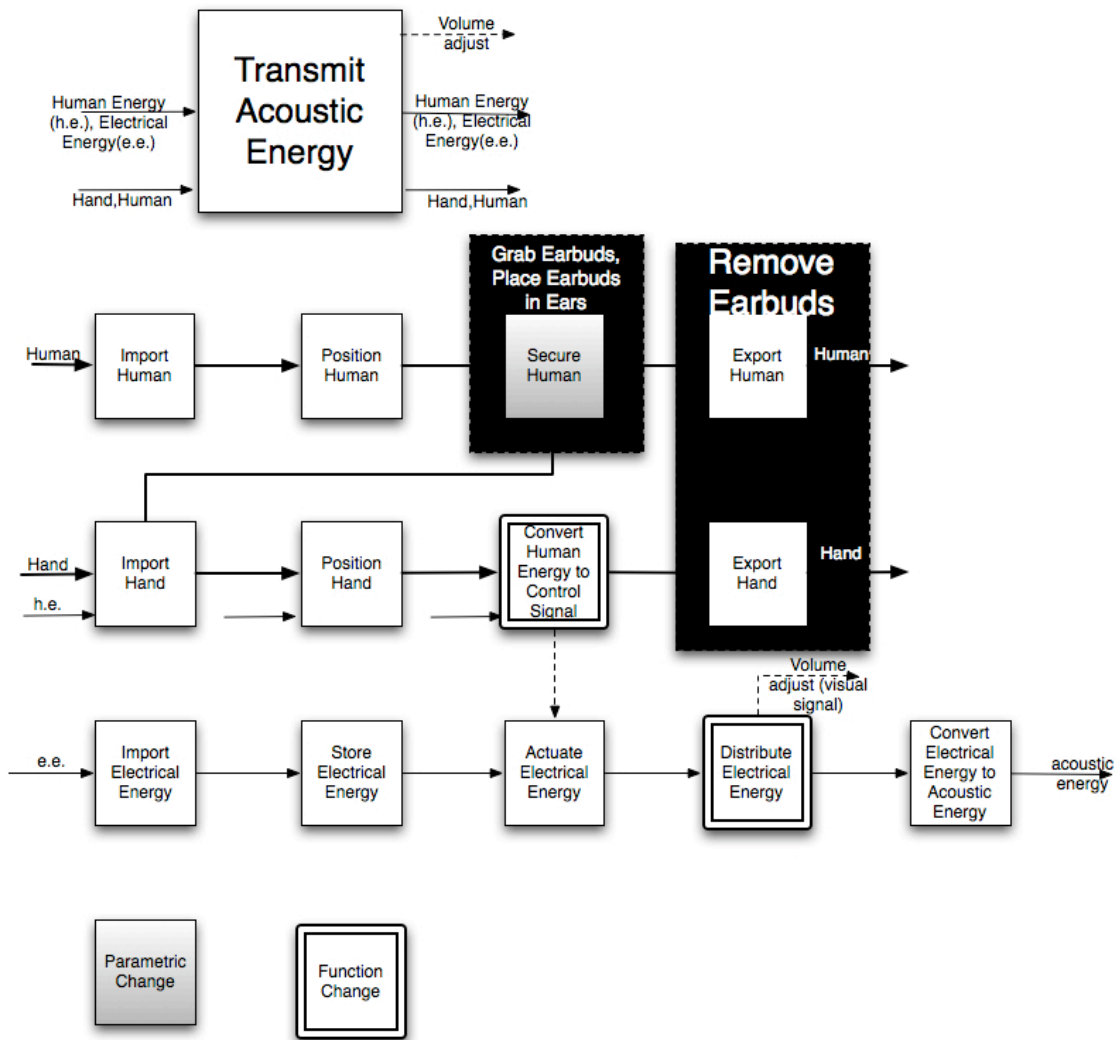 Volume
adjust
Transmit
Acoustic
Energy
Human Energy
(h.e.), Electrical
Energy(e.e.)
Human Energy
(h.e.), Electrical
Energy(e.e.)
Hand,Human
Hand,Human
Grab Earbuds,
Place Earbuds
in Ears
Remove
Earbuds
Human
Import
Human
Position
Human
Secure
Human
Export
Human
Human
Hand
h.e.
Import
Hand
Position
Hand
Convert
Human
Energy to
Control
Signal
Export
Hand
Hand
Volume
adjust (visual
signal)
e.e.
Import
Electrical
Energy
Store
Electrical
Energy
Actuate
Electrical
Energy
Distribute
Electrical
Energy
Convert
Electrical
Energy to
Acoustic
Energy
acoustic
energy
Parametric
Change
Function
Change